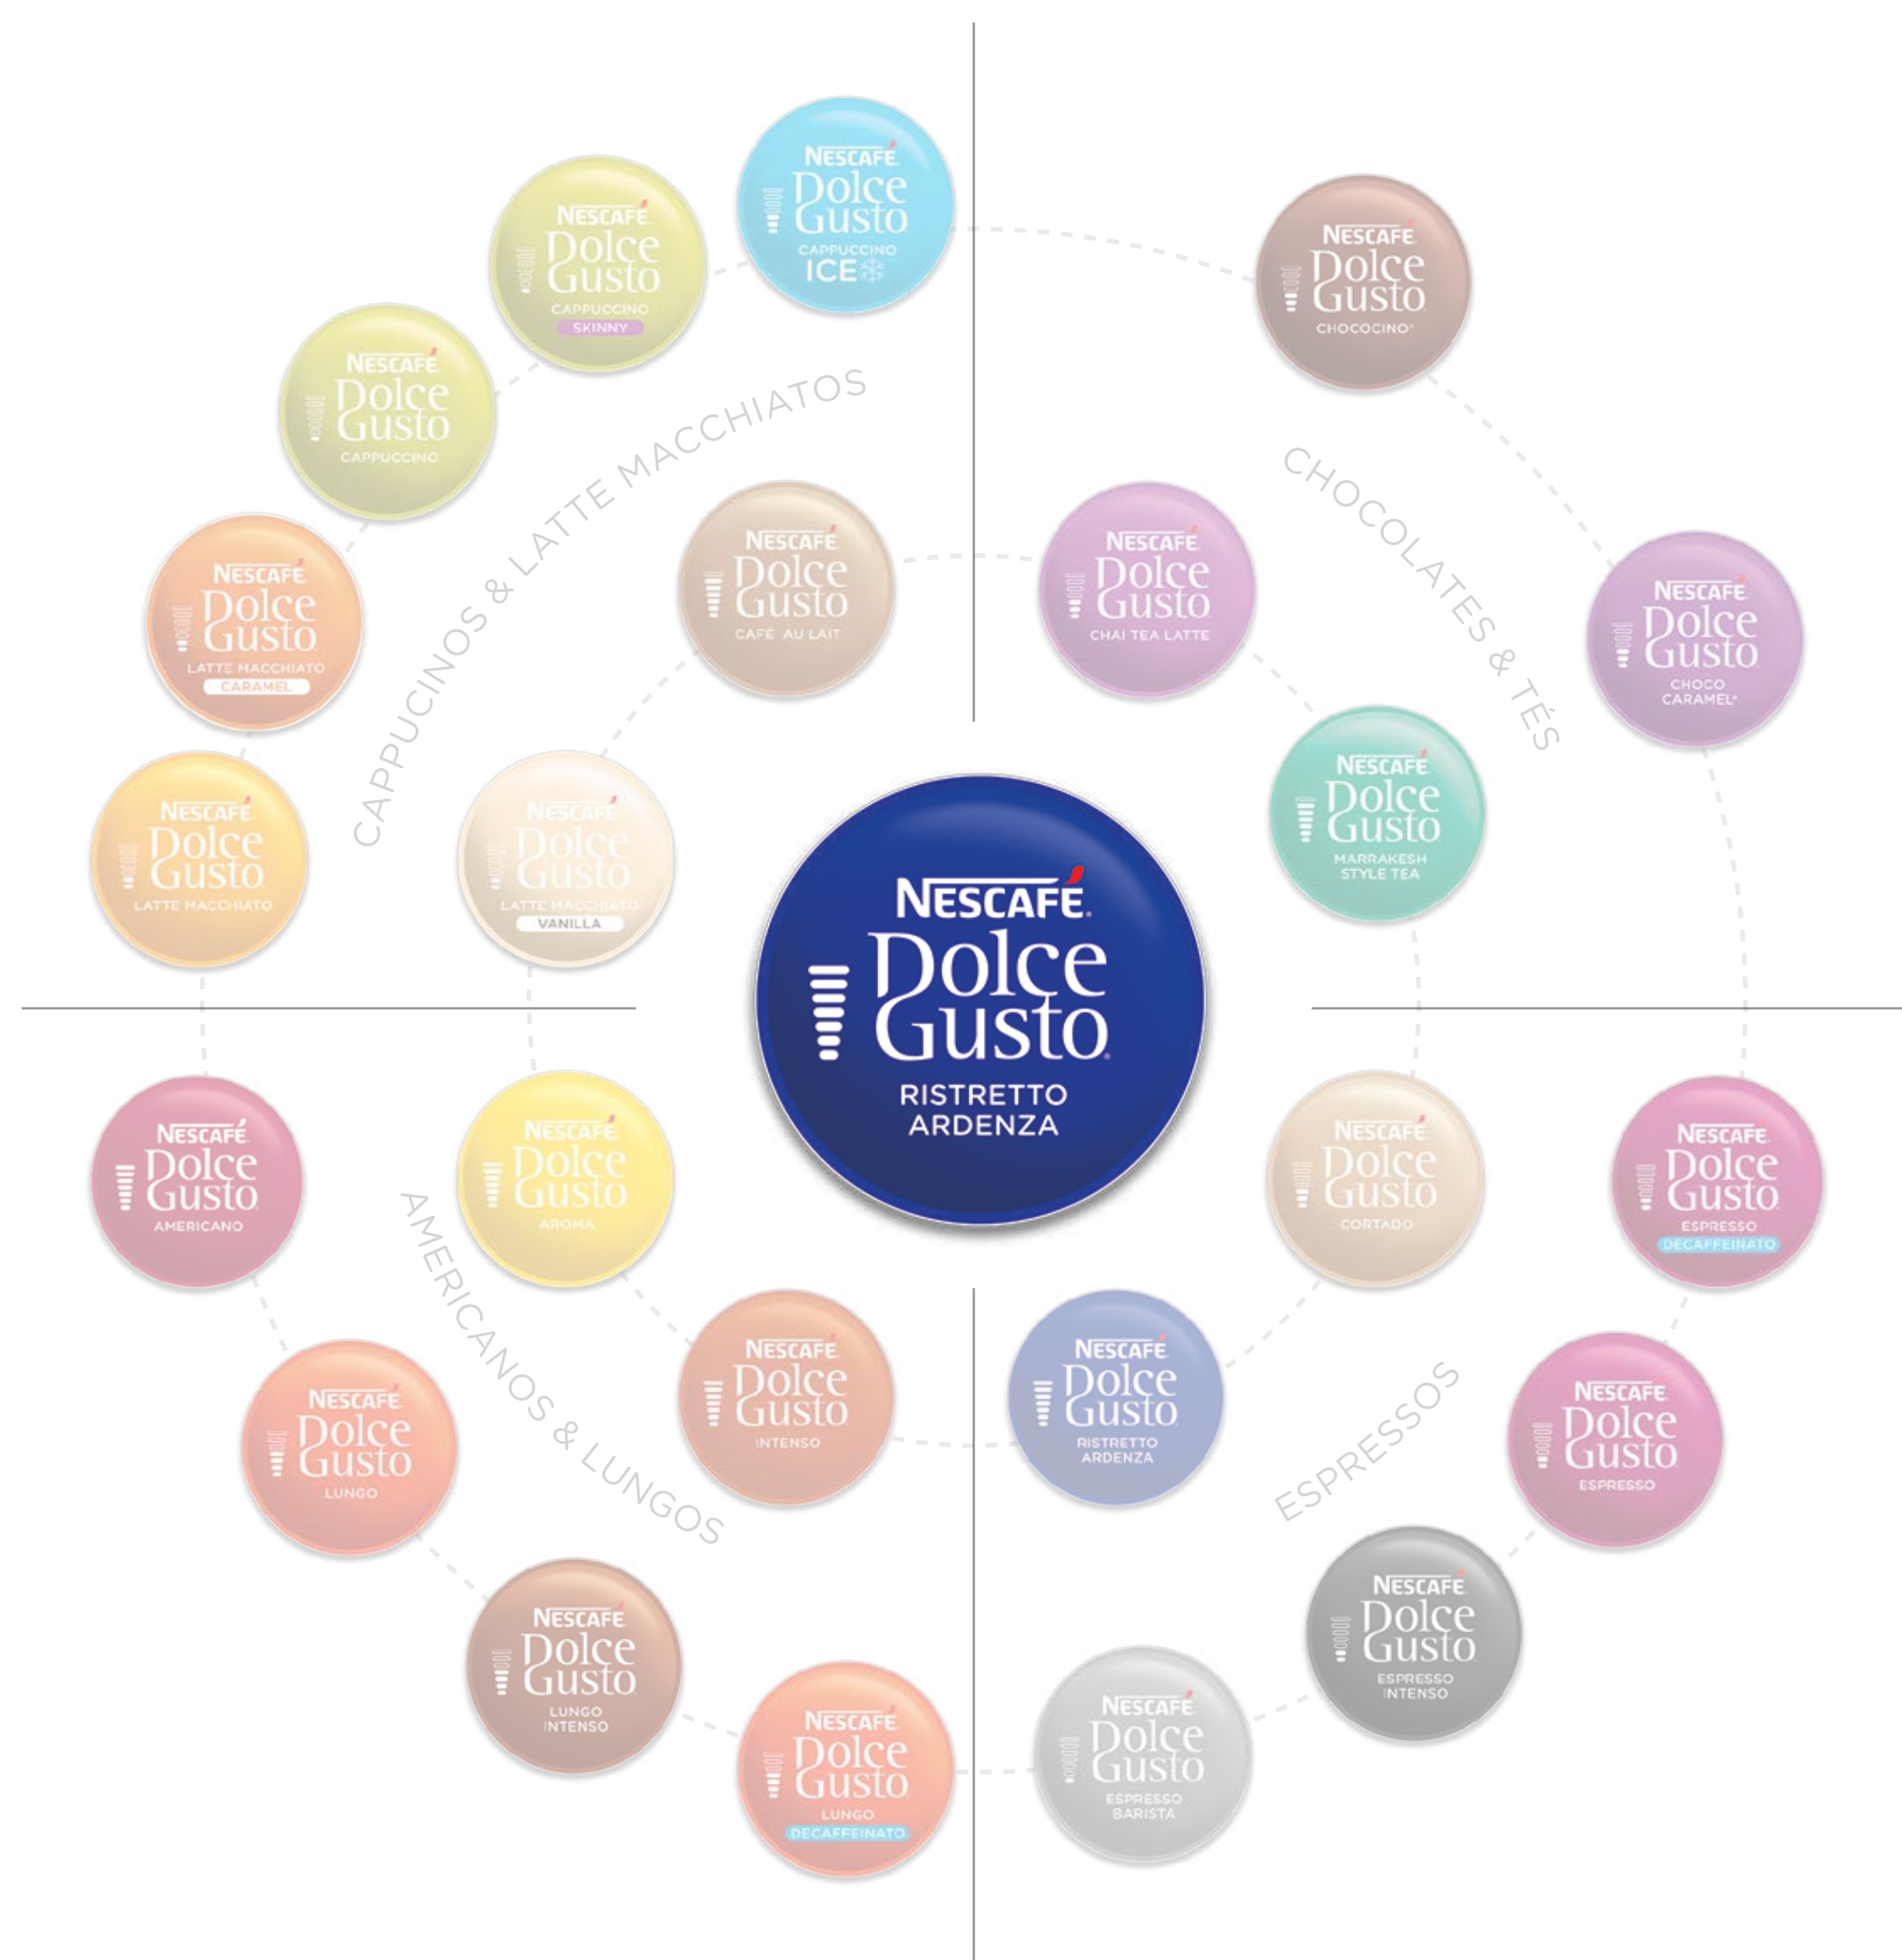 NESCAFÉ
Dolce
Gusto
CAPPUCCINO
ICE
NESCAFÉ
Dolce
Gusto
CAPPUCCINO
SKINNY
NESCAFÉ
Dolce
Gusto
CAPPUCCINO
NESCAFÉ
Dolce
Gusto
LATTE MACCHIATO
CARAMEL
NESCAFÉ
Dolce
Gusto
LATTE MACCHIATO
CAPPUCINOS & LATTE MACCHIATOS
NESCAFÉ
Dolce
Gusto
CAFÉ AU LAIT
NESCAFÉ
Dolce
Gusto
LATTE MACCHIATO
VANILLA
NESCAFÉ
Dolce
Gusto
CHOCOCINO®
NESCAFÉ
Dolce
Gusto
CHOCO
CARAMEL®
CHOCOLATES & TÉS
NESCAFÉ
Dolce
Gusto
CHAI TEA LATTE
NESCAFÉ
Dolce
Gusto
MARRAKESH
STYLE TEA
NESCAFÉ®
Dolce
Gusto®
RISTRETTO
ARDENZA
NESCAFÉ
Dolce
Gusto
AMERICANO
NESCAFÉ
Dolce
Gusto
AROMA
AMERICANOS & LUNGOS
NESCAFÉ
Dolce
Gusto
LUNGO
NESCAFÉ
Dolce
Gusto
INTENSO
NESCAFÉ
Dolce
Gusto
LUNGO
INTENSO
NESCAFÉ
Dolce
Gusto
LUNGO
DECAFFEINATO
NESCAFÉ
Dolce
Gusto
CORTADO
NESCAFÉ
Dolce
Gusto
ESPRESSO
DECAFFEINATO
NESCAFÉ
Dolce
Gusto
RISTRETTO
ARDENZA
ESPRESSOS
NESCAFÉ
Dolce
Gusto
ESPRESSO
NESCAFÉ
Dolce
Gusto
ESPRESSO
INTENSO
NESCAFÉ
Dolce
Gusto
ESPRESSO
BARISTA